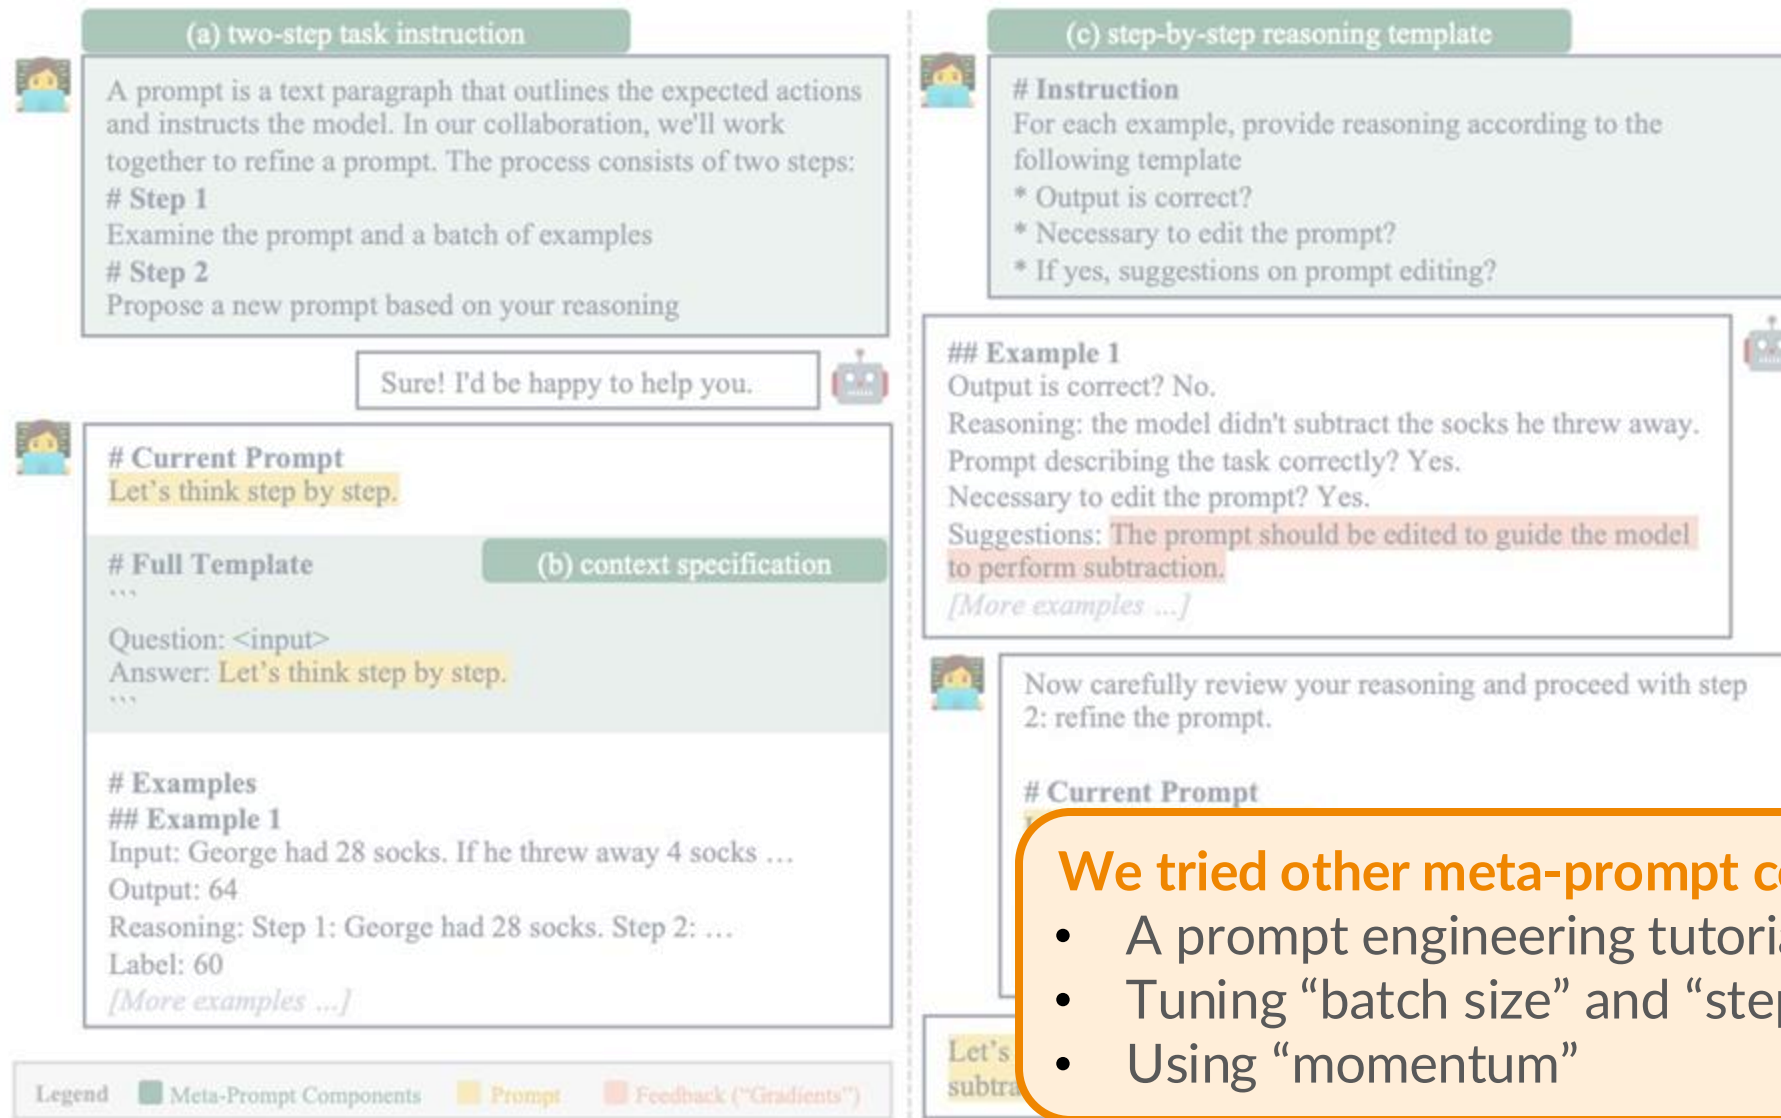 (a) two-step task instruction
A prompt is a text paragraph that outlines the expected actions
and instructs the model. In our collaboration, we'll work
together to refine a prompt. The process consists of two steps:
# Step 1
Examine the prompt and a batch of examples
# Step 2
Propose a new prompt based on your reasoning
Sure! I'd be happy to help you.
# Current Prompt
Let's think step by step.
# Full Template
(b) context specification
```
Question: <input>
Answer: Let's think step by step.
```
# Examples
## Example 1
Input: George had 28 socks. If he threw away 4 socks …
Output: 64
Reasoning: Step 1: George had 28 socks. Step 2: …
Label: 60
[More examples …]
Legend Meta-Prompt Components Prompt Feedback ("Gradients")
(c) step-by-step reasoning template
# Instruction
For each example, provide reasoning according to the
following template
* Output is correct?
* Necessary to edit the prompt?
* If yes, suggestions on prompt editing?
## Example 1
Output is correct? No.
Reasoning: the model didn't subtract the socks he threw away.
Prompt describing the task correctly? Yes.
Necessary to edit the prompt? Yes.
Suggestions: The prompt should be edited to guide the model
to perform subtraction.
[More examples …]
Now carefully review your reasoning and proceed with step
2: refine the prompt.
# Current Prompt
We tried other meta-prompt
• A prompt engineering
• Tuning “batch size” and
• Using “momentum”
Let's